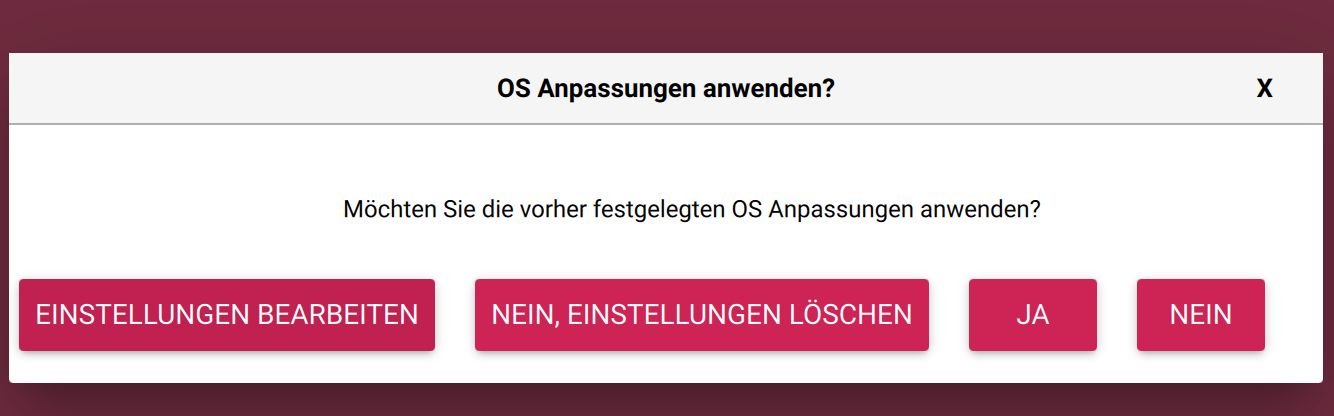 OS Anpassungen anwenden?
X
Möchten Sie die vorher festgelegten OS Anpassungen anwenden?
EINSTELLUNGEN BEARBEITEN
NEIN, EINSTELLUNGEN LÖSCHEN
JA
NEIN